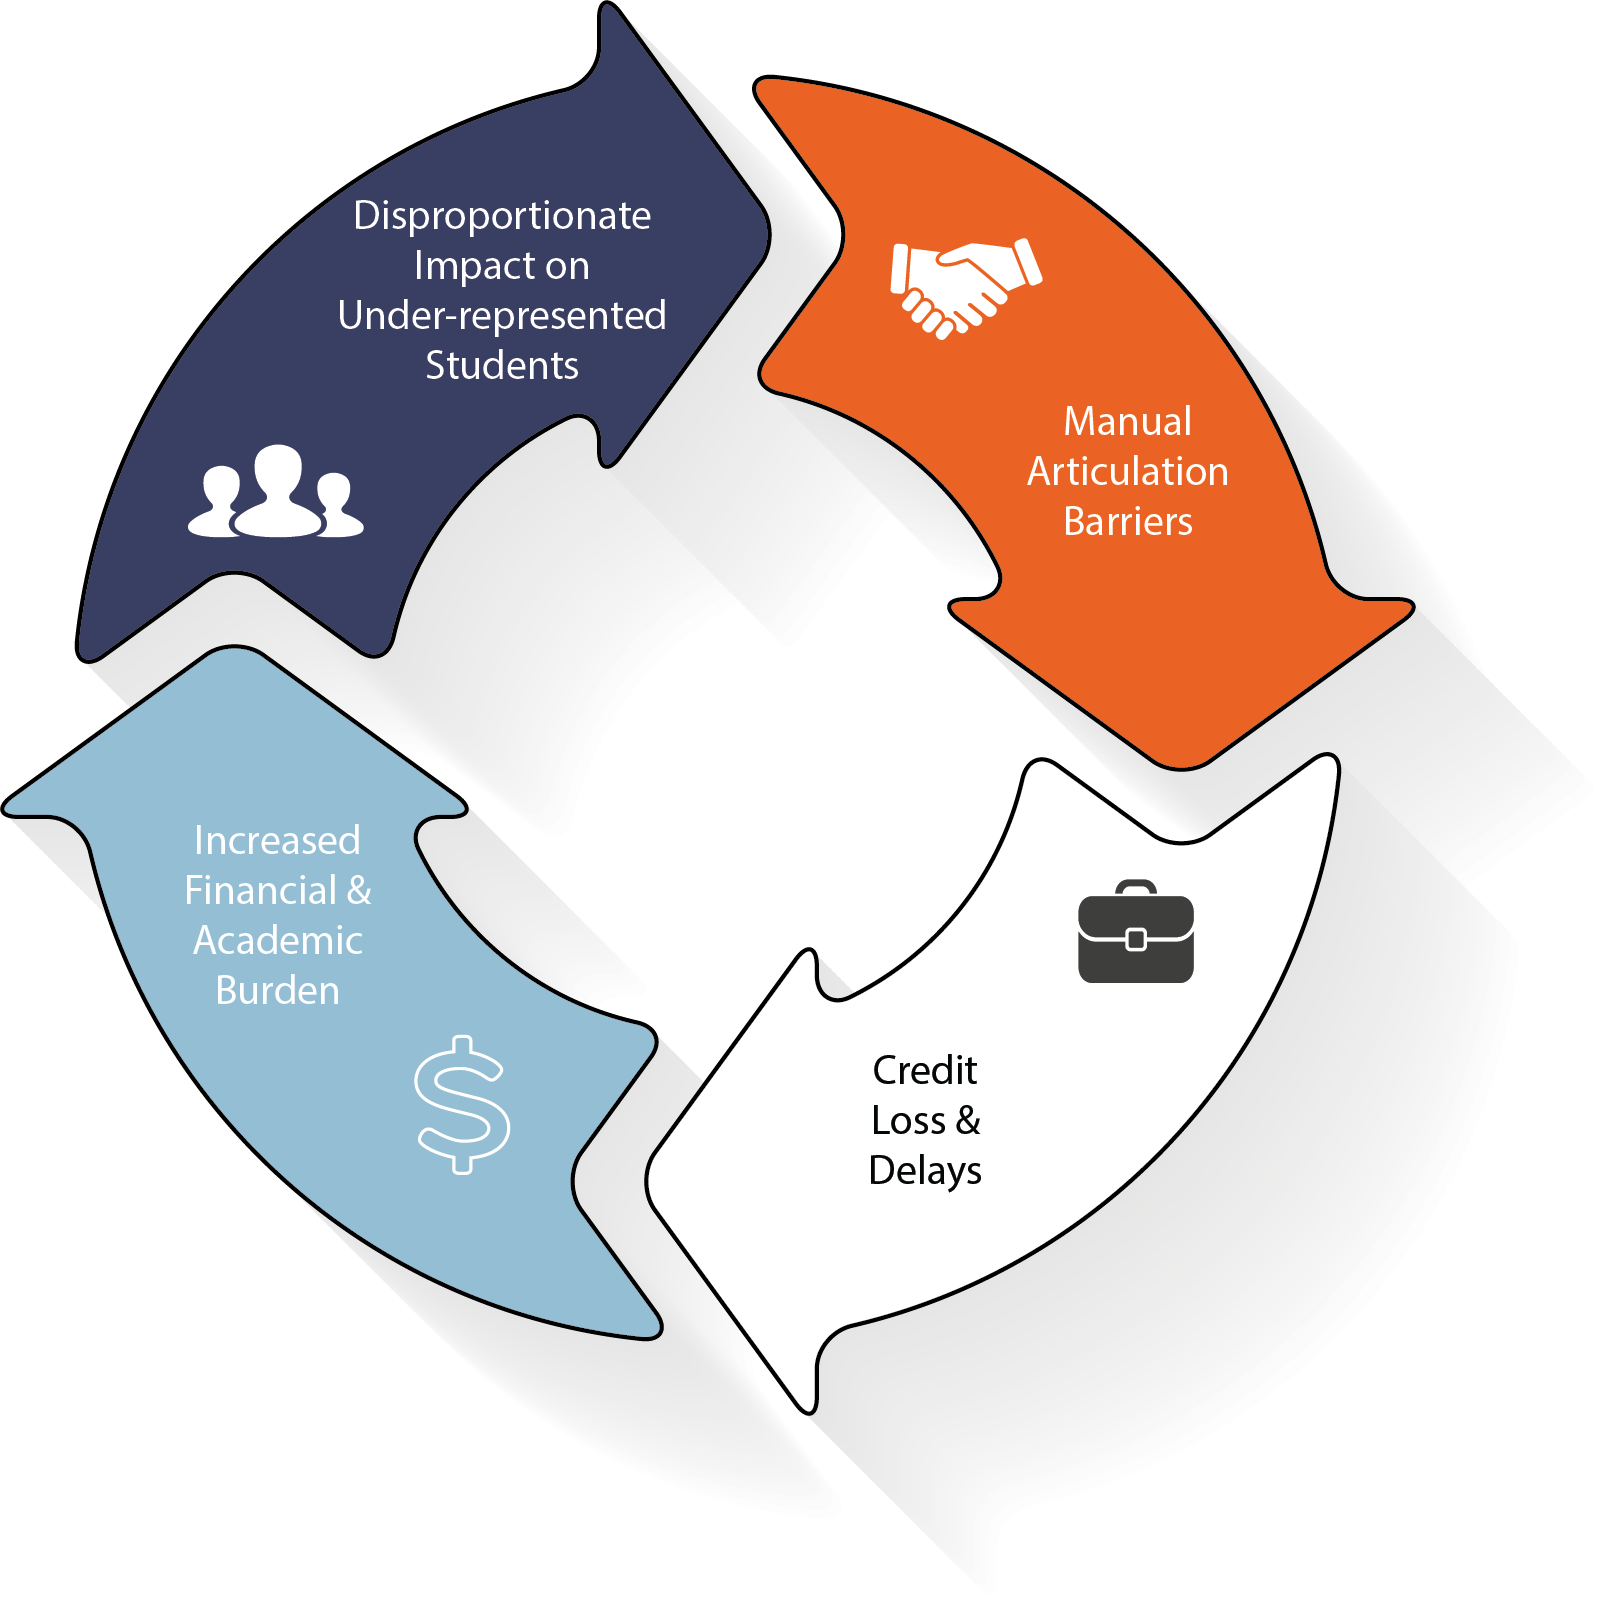 Disproportionate
Impact on
Under-represented
Students
Manual
Articulation
Barriers
Credit
Loss &
Delays
Increased
Financial &
Academic
Burden
$